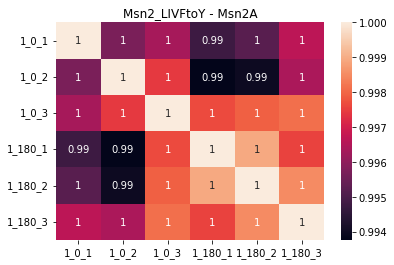 Msn2_LIVFtoY - Msn2A
1_0_1 1 1 1 0.99 1 1
1_0_2 1 1 1 0.99 0.99 1
1_0_3 1 1 1 1 1 1
1_180_1 0.99 0.99 1 1 1 1
1_180_2 1 0.99 1 1 1 1
1_180_3 1 1 1 1 1 1
1_0_1 1_0_2 1_0_3 1_180_1 1_180_2 1_180_3
1.000
0.999
0.998
0.997
0.996
0.995
0.994